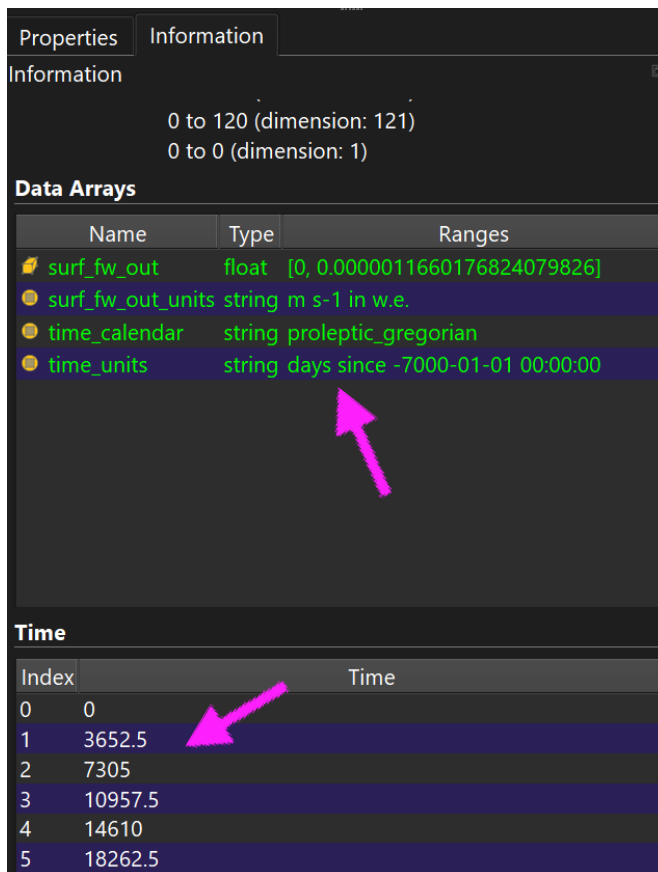 Properties Information
Information
0 to 120 (dimension: 121)
0 to 0 (dimension: 1)
Data Arrays
Name Type Ranges
surf_fw_out float [0, 0.0000011660176824079826]
surf_fw_out_units string m s-1 in w.e.
time_calendar string proleptic_gregorian
time_units string days since -7000-01-01 00:00:00
Time
Index Time
0 0
1 3652.5
2 7305
3 10957.5
4 14610
5 18262.5